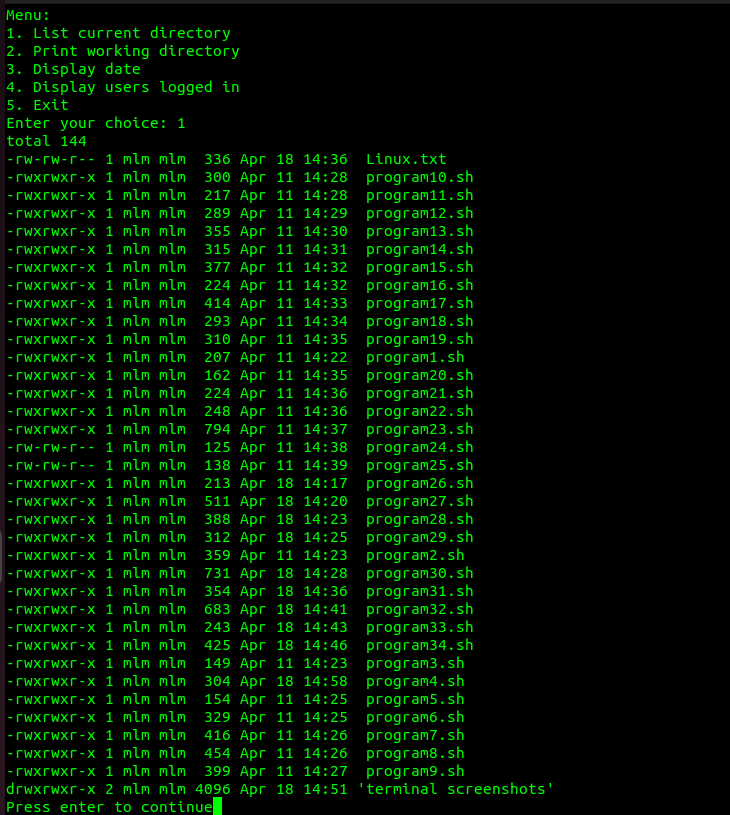 Menu:
1. List current directory
2. Print working directory
3. Display date
4. Display users logged in
5. Exit
Enter your choice: 1
total 144
-rw-rw-r-- 1 mlm mlm  336 Apr 18 14:36  Linux.txt
-rwxrwxr-x 1 mlm mlm  300 Apr 11 14:28  program10.sh
-rwxrwxr-x 1 mlm mlm  217 Apr 11 14:28  program11.sh
-rwxrwxr-x 1 mlm mlm  289 Apr 11 14:29  program12.sh
-rwxrwxr-x 1 mlm mlm  355 Apr 11 14:30  program13.sh
-rwxrwxr-x 1 mlm mlm  315 Apr 11 14:31  program14.sh
-rwxrwxr-x 1 mlm mlm  377 Apr 11 14:32  program15.sh
-rwxrwxr-x 1 mlm mlm  224 Apr 11 14:32  program16.sh
-rwxrwxr-x 1 mlm mlm  414 Apr 11 14:33  program17.sh
-rwxrwxr-x 1 mlm mlm  293 Apr 11 14:34  program18.sh
-rwxrwxr-x 1 mlm mlm  310 Apr 11 14:35  program19.sh
-rwxrwxr-x 1 mlm mlm  207 Apr 11 14:22  program1.sh
-rwxrwxr-x 1 mlm mlm  162 Apr 11 14:35  program20.sh
-rwxrwxr-x 1 mlm mlm  224 Apr 11 14:36  program21.sh
-rwxrwxr-x 1 mlm mlm  248 Apr 11 14:36  program22.sh
-rwxrwxr-x 1 mlm mlm  794 Apr 11 14:37  program23.sh
-rw-rw-r-- 1 mlm mlm  125 Apr 11 14:38  program24.sh
-rw-rw-r-- 1 mlm mlm  138 Apr 11 14:39  program25.sh
-rwxrwxr-x 1 mlm mlm  213 Apr 18 14:17  program26.sh
-rwxrwxr-x 1 mlm mlm  511 Apr 18 14:20  program27.sh
-rwxrwxr-x 1 mlm mlm  388 Apr 18 14:23  program28.sh
-rwxrwxr-x 1 mlm mlm  312 Apr 18 14:25  program29.sh
-rwxrwxr-x 1 mlm mlm  359 Apr 11 14:23  program2.sh
-rwxrwxr-x 1 mlm mlm  731 Apr 18 14:28  program30.sh
-rwxrwxr-x 1 mlm mlm  354 Apr 18 14:36  program31.sh
-rwxrwxr-x 1 mlm mlm  683 Apr 18 14:41  program32.sh
-rwxrwxr-x 1 mlm mlm  243 Apr 18 14:43  program33.sh
-rwxrwxr-x 1 mlm mlm  425 Apr 18 14:46  program34.sh
-rwxrwxr-x 1 mlm mlm  149 Apr 11 14:23  program3.sh
-rwxrwxr-x 1 mlm mlm  304 Apr 18 14:58  program4.sh
-rwxrwxr-x 1 mlm mlm  154 Apr 11 14:25  program5.sh
-rwxrwxr-x 1 mlm mlm  329 Apr 11 14:25  program6.sh
-rwxrwxr-x 1 mlm mlm  416 Apr 11 14:26  program7.sh
-rwxrwxr-x 1 mlm mlm  454 Apr 11 14:26  program8.sh
-rwxrwxr-x 1 mlm mlm  399 Apr 11 14:27  program9.sh
drwxrwxr-x 2 mlm mlm 4096 Apr 18 14:51 'terminal screenshots'
Press enter to continue